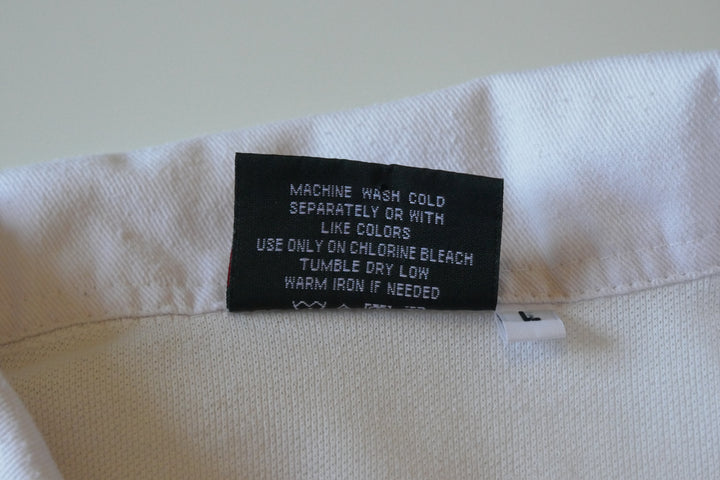 MACHINE WASH COLD
SEPARATELY OR WITH
LIKE COLORS
USE ONLY ON CHLORINE BLEACH
TUMBLE DRY LOW
WARM IRON IF NEEDED